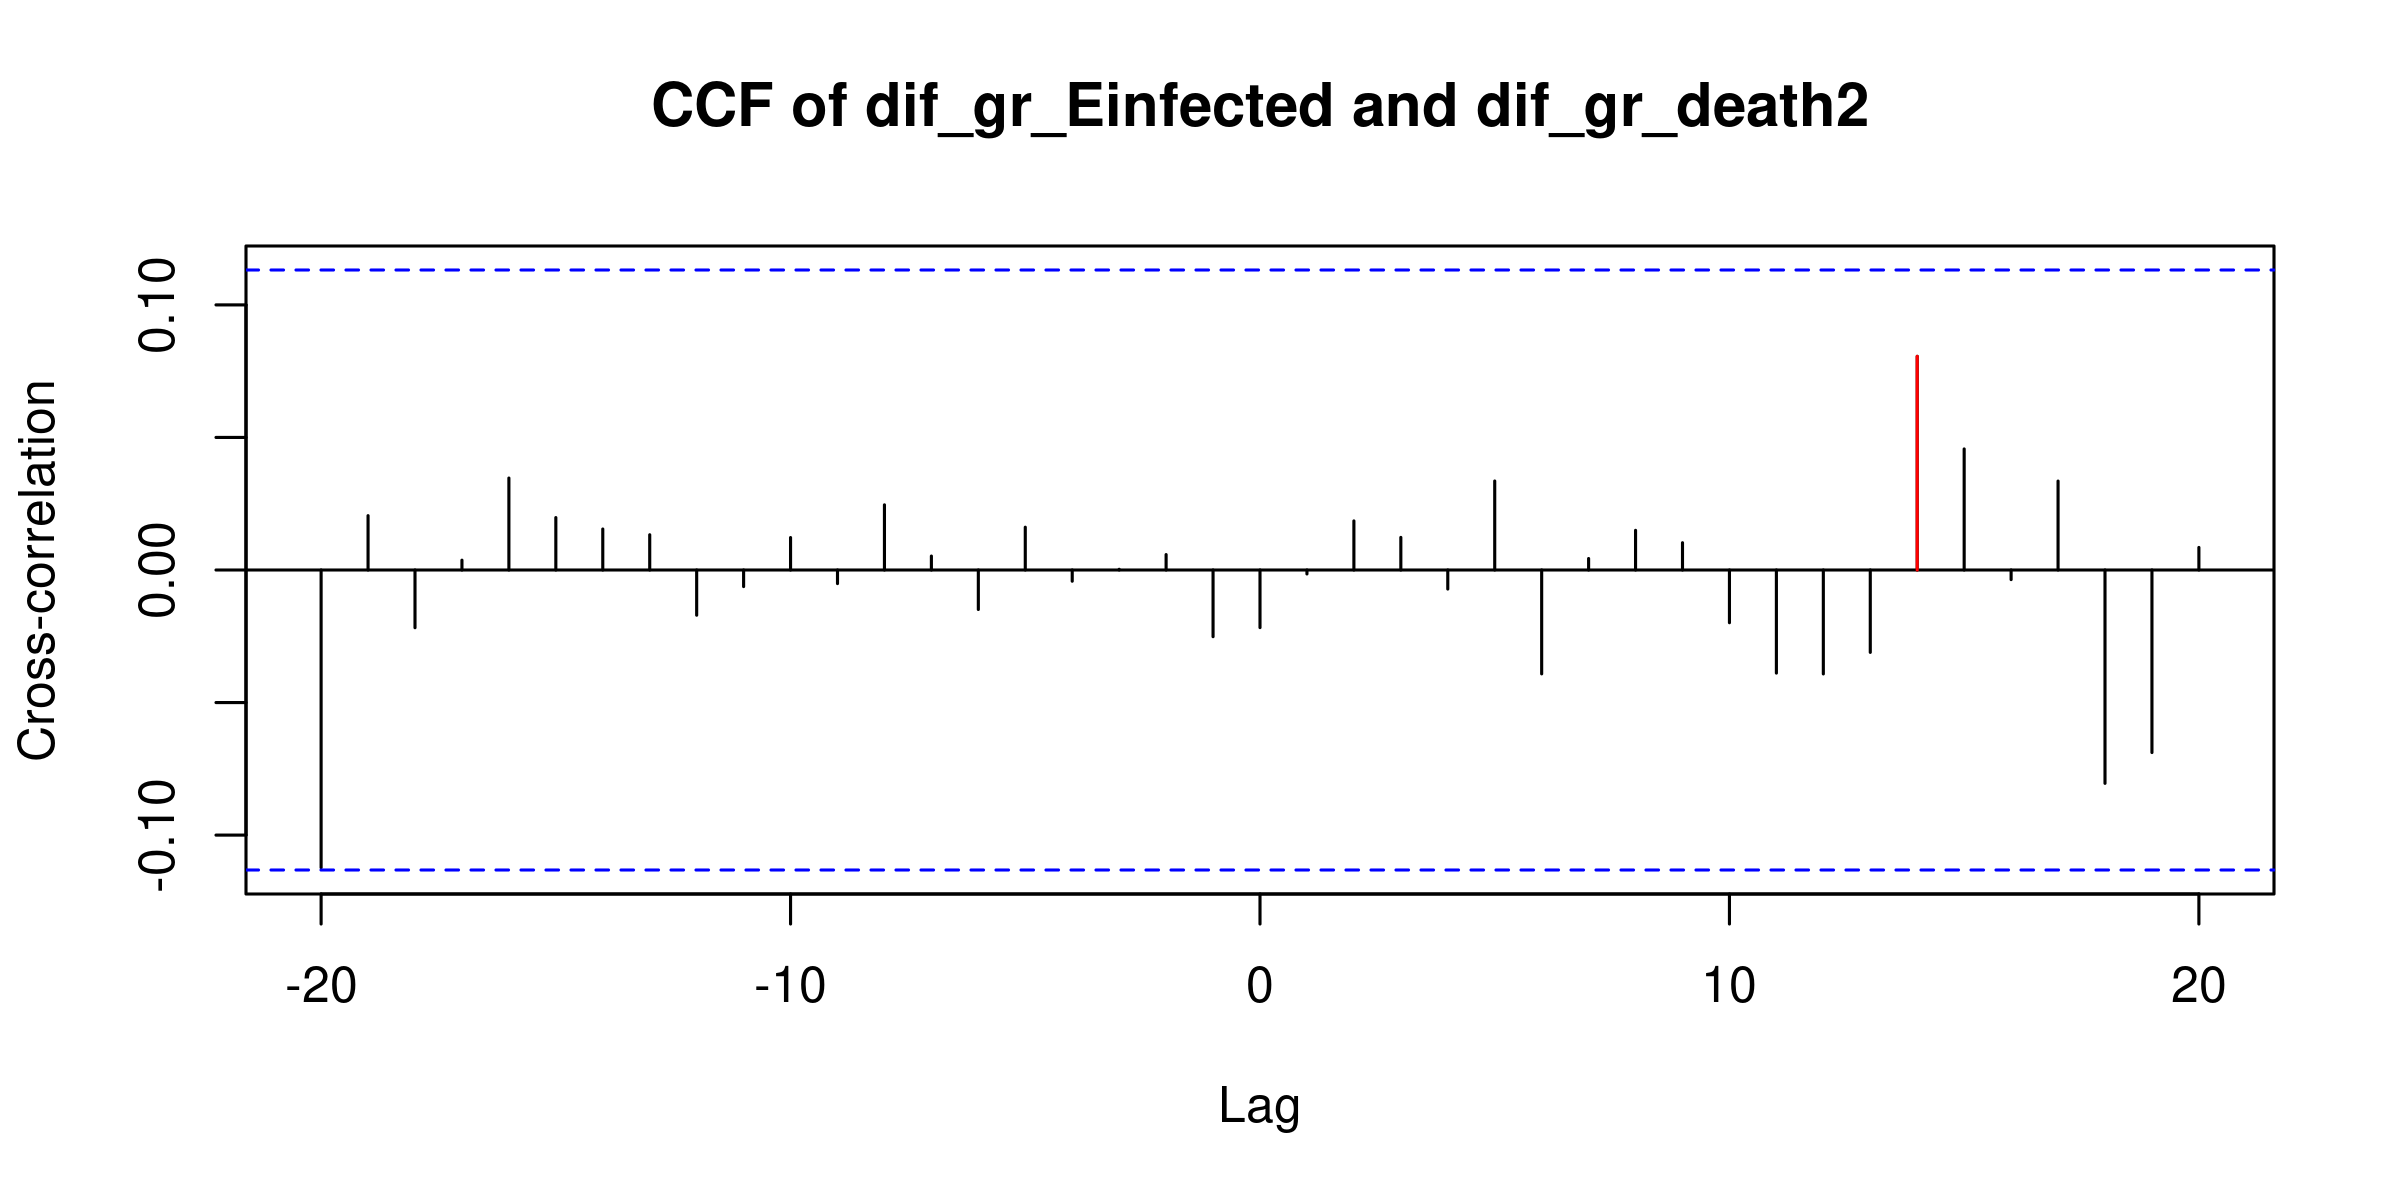 CCF of dif_gr_Einfected and dif_gr_death2
Cross-correlation
0.10
0.00
-0.10
-20 -10 0 10 20
Lag